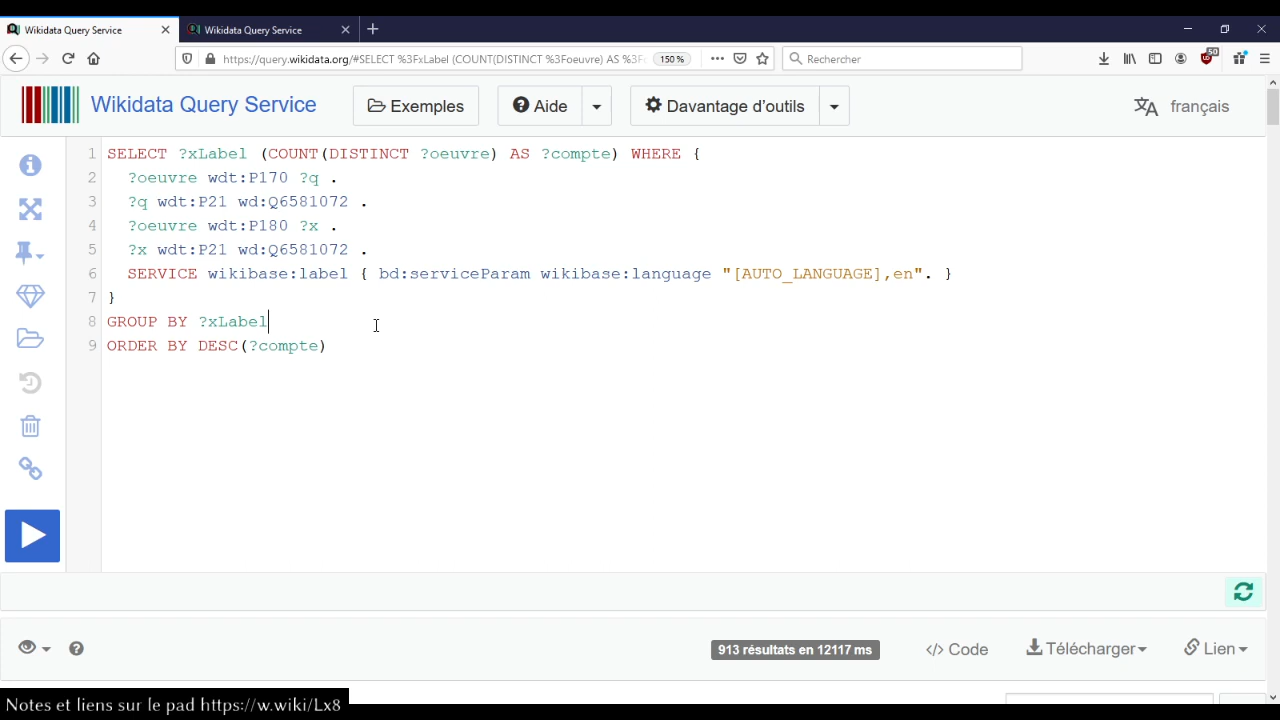 Wikidata Query Service
Wikidata Query Service
https://query.wikidata.org/#SELECT %3FxLabel (COUNT(DISTINCT %3Foeuvre) AS %3F
150 %
Rechercher
50
Wikidata Query Service
Exemples
Aide
Davantage d'outils
français
1 SELECT ?xLabel (COUNT(DISTINCT ?oeuvre) AS ?compte) WHERE {
2 ?oeuvre wdt:P170 ?q .
3 ?q wdt:P21 wd:Q6581072 .
4 ?oeuvre wdt:P180 ?x .
5 ?x wdt:P21 wd:Q6581072 .
6 SERVICE wikibase:label { bd:serviceParam wikibase:language "[AUTO_LANGUAGE],en". }
7 }
8 GROUP BY ?xLabel
9 ORDER BY DESC(?compte)
913 résultats en 12117 ms
</> Code
Télécharger
Lien
Notes et liens sur le pad https://w.wiki/Lx8